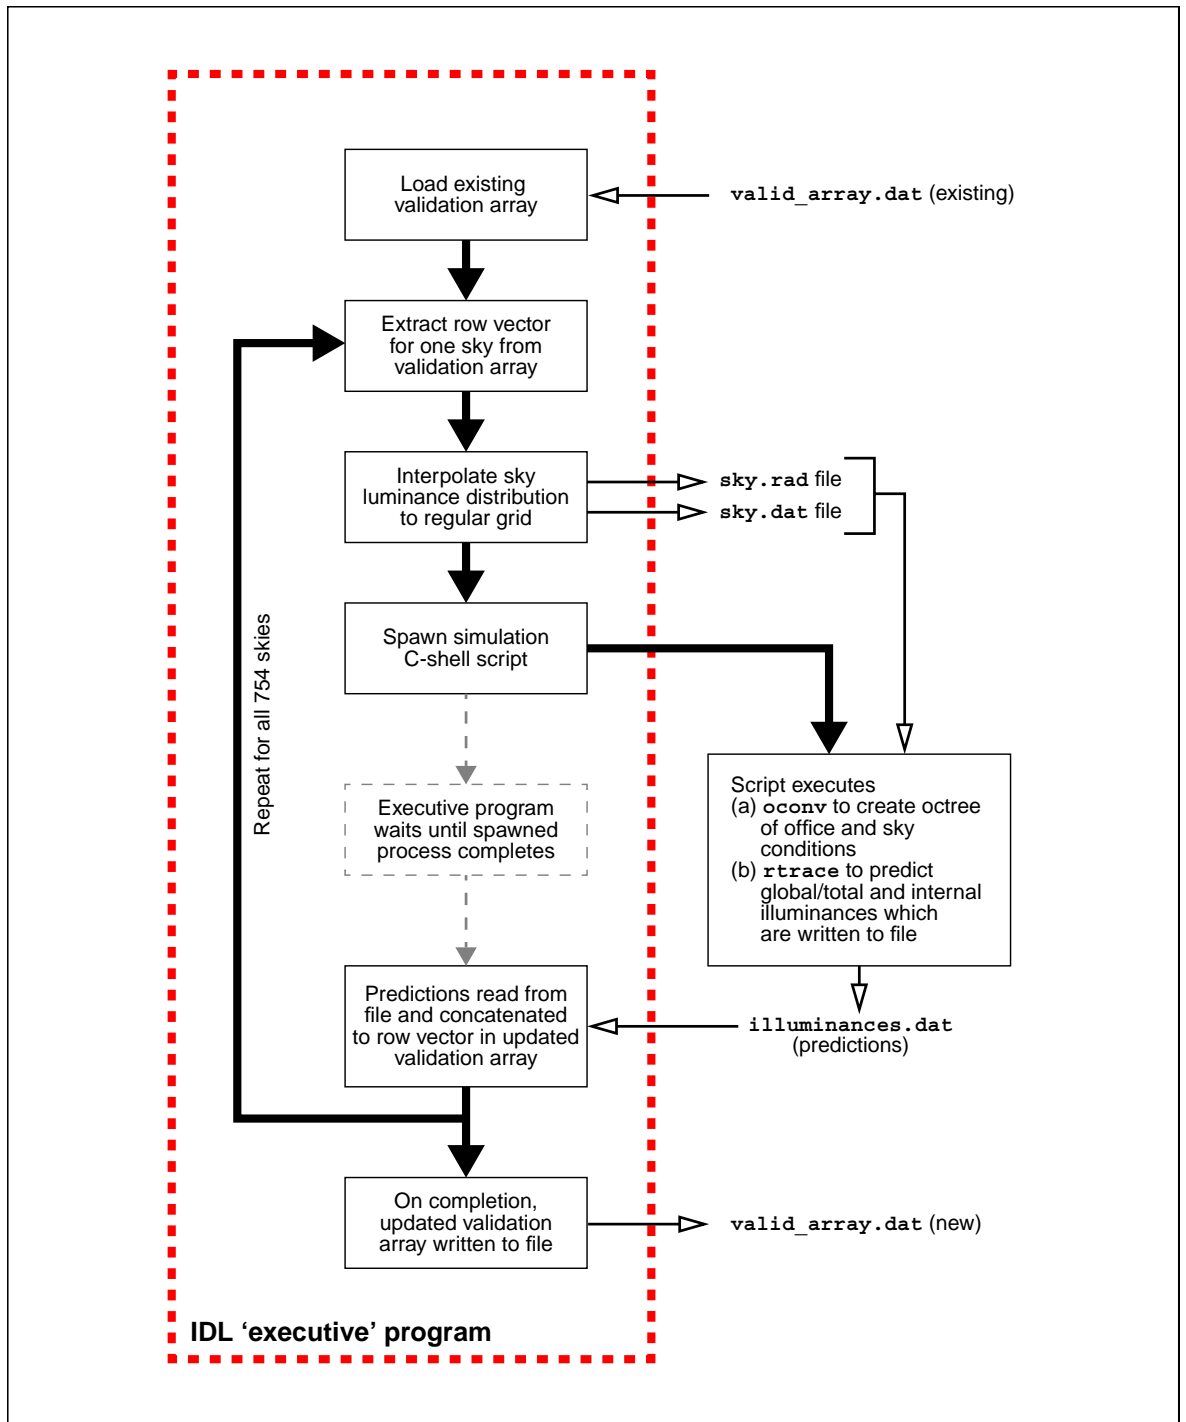 Load existing
validation array
valid_array.dat (existing)
Extract row vector
for one sky from
validation array
Interpolate sky
luminance distribution
to regular grid
sky.rad file
sky.dat file
Spawn simulation
C-shell script
Repeat for all 754 skies
Executive program
waits until spawned
process completes
Script executes
(a) oconv to create octree
of office and sky
conditions
(b) rtrace to predict
global/total and internal
illuminances which
are written to file
Predictions read from
file and concatenated
to row vector in updated
validation array
illuminances.dat
(predictions)
On completion,
updated validation
array written to file
valid_array.dat (new)
IDL ‘executive’ program